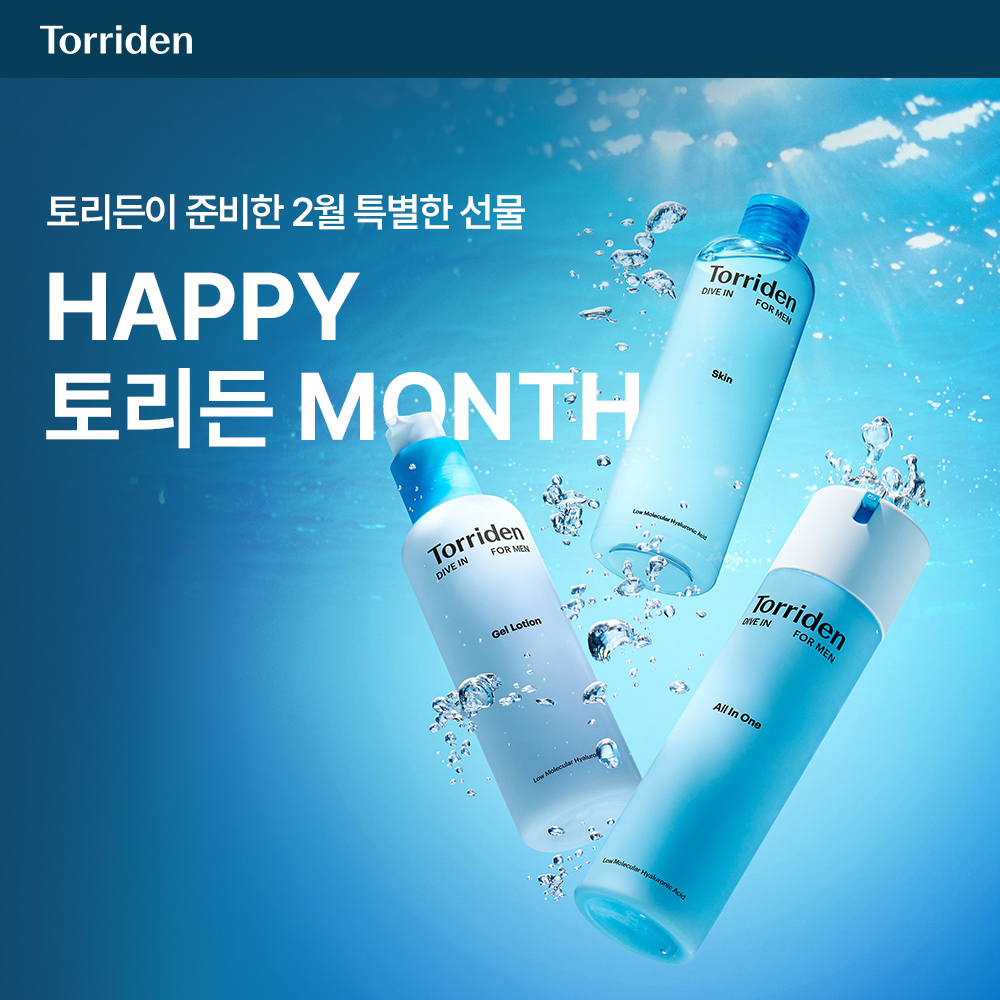 Torriden
토리든이 준비한 2월 특별한 선물
HAPPY
토리든 MONTH
Torriden
DIVE IN FOR MEN
Skin
Low Molecular Hyaluronic Acid
Torriden
DIVE IN FOR MEN
Gel Lotion
Low Molecular
Torriden
DIVE IN FOR MEN
All In One
Low Molecular Hyaluronic Acid